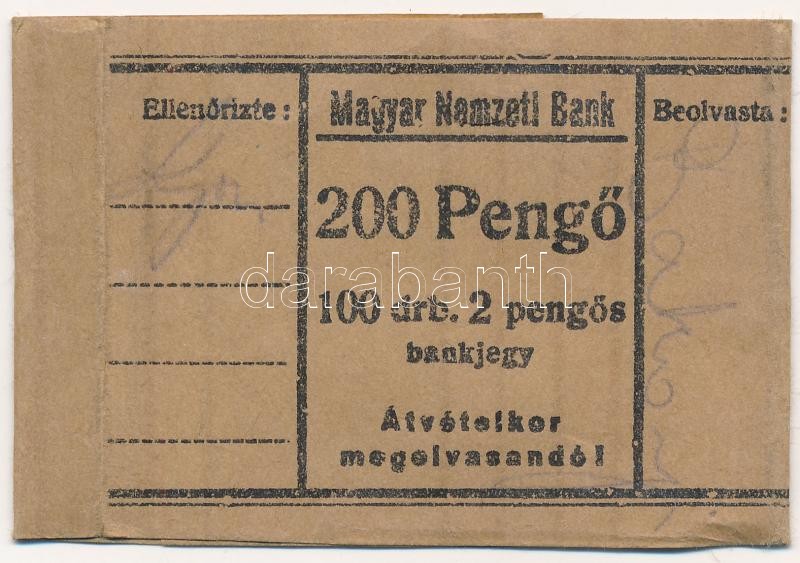 Ellenőrizte:
Magyar Nemzeti Bank
Beolvasta:
200 Pengő
100 drb. 2 pengős
bankjegy
Átvételkor
megolvasandó!
darabanth